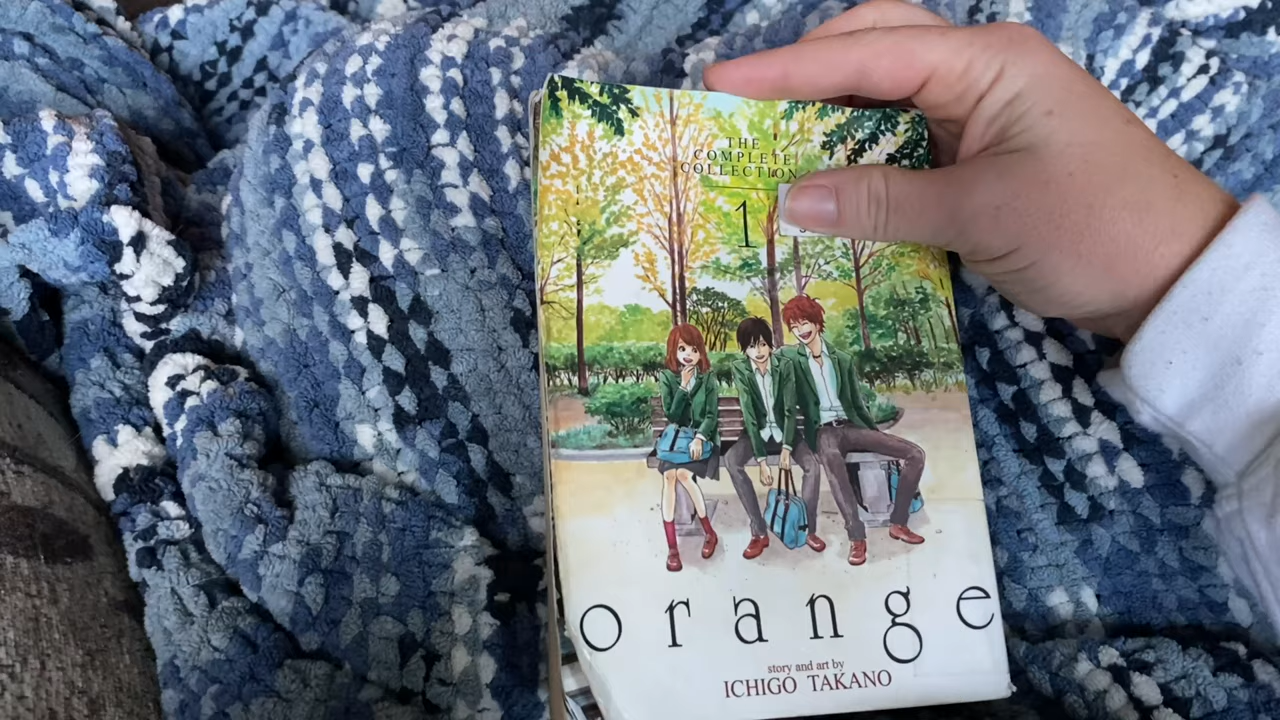 THE
COMPLETE
COLLECTION
1
orange
story and art by
ICHIGO TAKANO